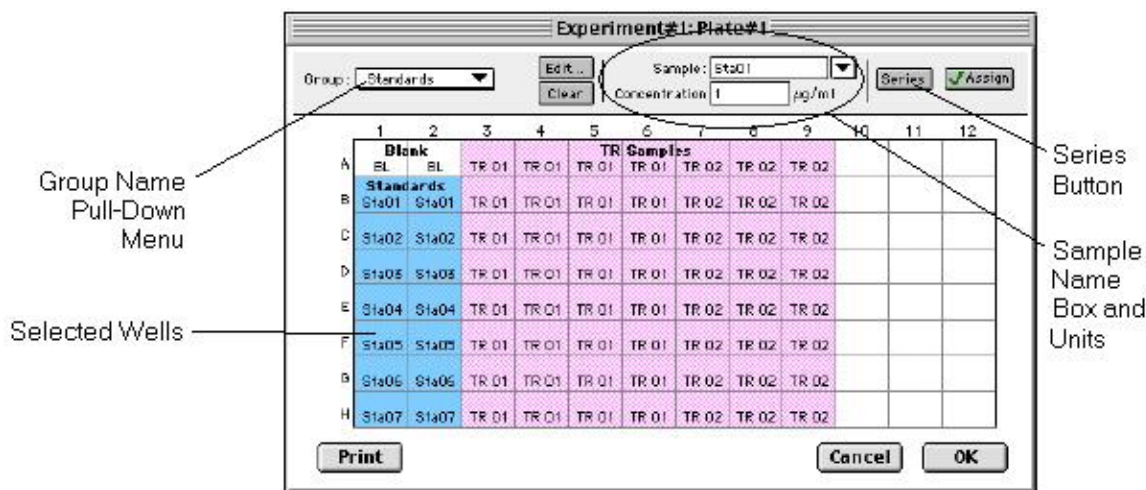 Experiment#1: Plate#1
Group: Standards
Edit...
Clear
Sample: Sta01
Concentration 1 µg/ml
Series
Assign
1 2 3 4 5 6 7 8 9 10 11 12
Blank TR Samples
A BL BL TR 01 TR 01 TR 01 TR 01 TR 02 TR 02 TR 02
Standards
B Sta01 Sta01 TR 01 TR 01 TR 01 TR 01 TR 02 TR 02 TR 02
C Sta02 Sta02 TR 01 TR 01 TR 01 TR 01 TR 02 TR 02 TR 02
D Sta03 Sta03 TR 01 TR 01 TR 01 TR 01 TR 02 TR 02 TR 02
E Sta04 Sta04 TR 01 TR 01 TR 01 TR 01 TR 02 TR 02 TR 02
F Sta05 Sta05 TR 01 TR 01 TR 01 TR 01 TR 02 TR 02 TR 02
G Sta06 Sta06 TR 01 TR 01 TR 01 TR 01 TR 02 TR 02 TR 02
H Sta07 Sta07 TR 01 TR 01 TR 01 TR 01 TR 02 TR 02 TR 02
Print
Cancel
OK
Group Name
Pull-Down
Menu
Selected Wells
Series
Button
Sample
Name
Box and
Units